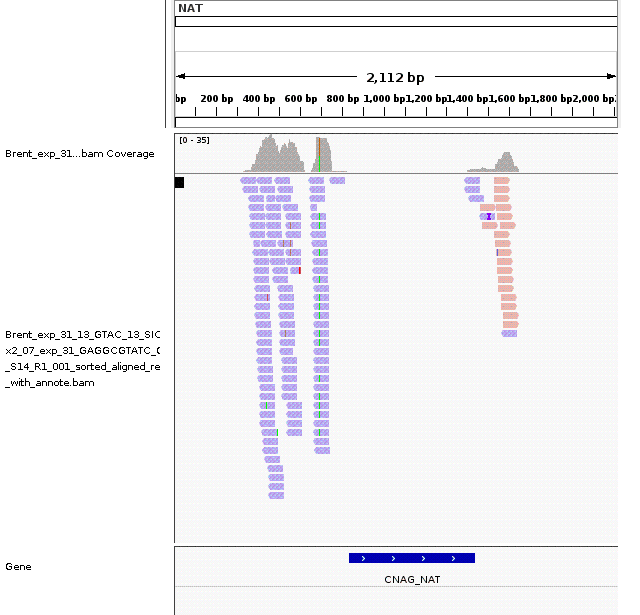 NAT
2,112 bp
bp 200 bp 400 bp 600 bp 800 bp 1,000 bp 1,200 bp 1,400 bp 1,600 bp 1,800 bp 2,000 bp
[0 - 35]
Brent_exp_31...bam Coverage
Brent_exp_31_13_GTAC_13_SIC
x2_07_exp_31_GAGGCGTATC_
_S14_R1_001_sorted_aligned_re
_with_annote.bam
Gene
CNAG_NAT